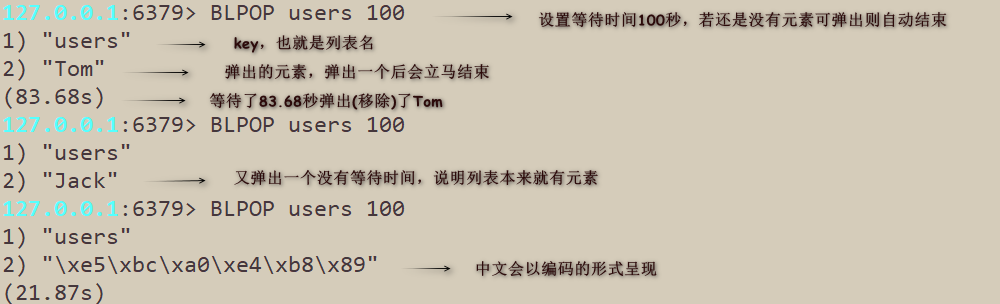 127.0.0.1:6379> BLPOP users 100 设置等待时间100秒，若还是没有元素可弹出则自动结束
1) "users" key，也就是列表名
2) "Tom" 弹出的元素，弹出一个后会立马结束
(83.68s) 等待了83.68秒弹出(移除)了Tom
127.0.0.1:6379> BLPOP users 100
1) "users"
2) "Jack" 又弹出一个没有等待时间，说明列表本来就有元素
127.0.0.1:6379> BLPOP users 100
1) "users"
2) "\xe5\xbc\xa0\xe4\xb8\x89" 中文会以编码的形式呈现
(21.87s)